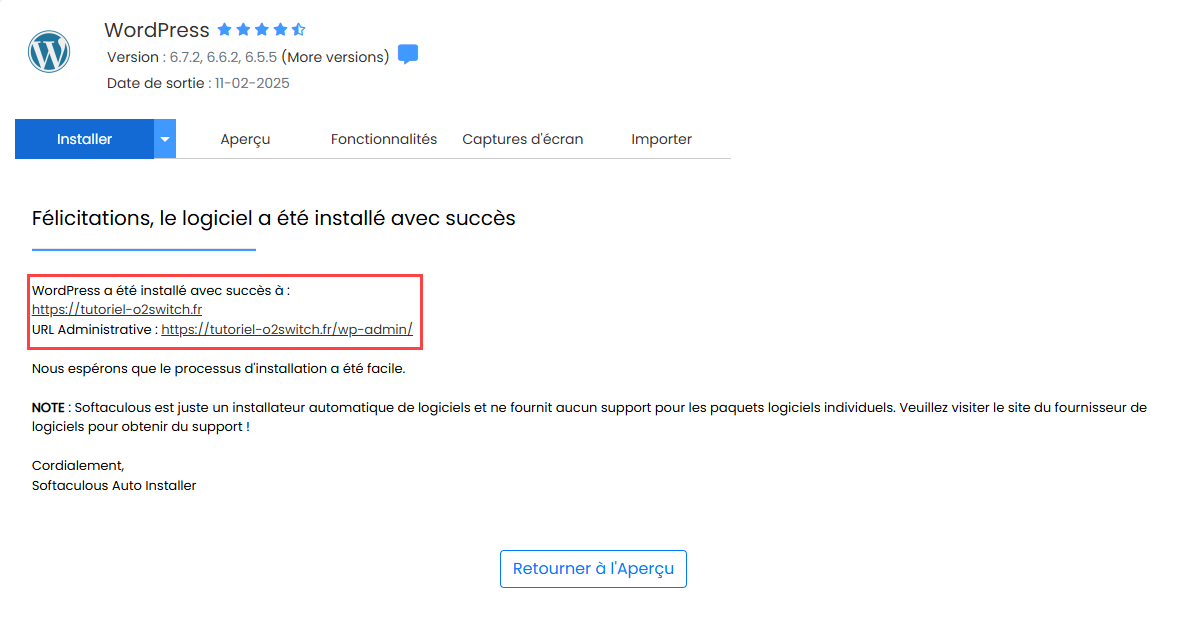 WordPress
Version : 6.7.2, 6.6.2, 6.5.5 (More versions)
Date de sortie : 11-02-2025
Installer
Aperçu
Fonctionnalités
Captures d'écran
Importer
Félicitations, le logiciel a été installé avec succès
WordPress a été installé avec succès à :
https://tutoriel-o2switch.fr
URL Administrative : https://tutoriel-o2switch.fr/wp-admin/
Nous espérons que le processus d'installation a été facile.
NOTE : Softaculous est juste un installateur automatique de logiciels et ne fournit aucun support pour les paquets logiciels individuels. Veuillez visiter le site du fournisseur de
logiciels pour obtenir du support !
Cordialement,
Softaculous Auto Installer
Retourner à l'Aperçu